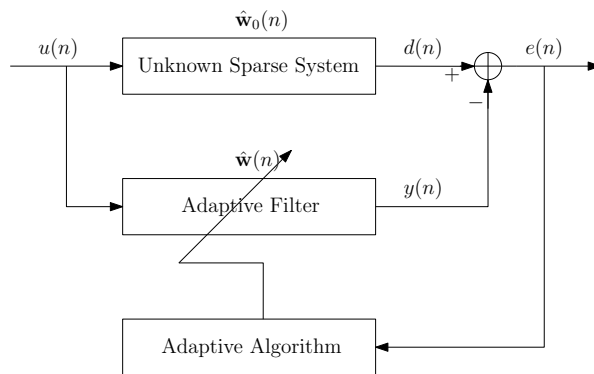 ŵ₀(n)
u(n)
d(n)
e(n)
Unknown Sparse System
+
−
ŵ(n)
Adaptive Filter
y(n)
Adaptive Algorithm